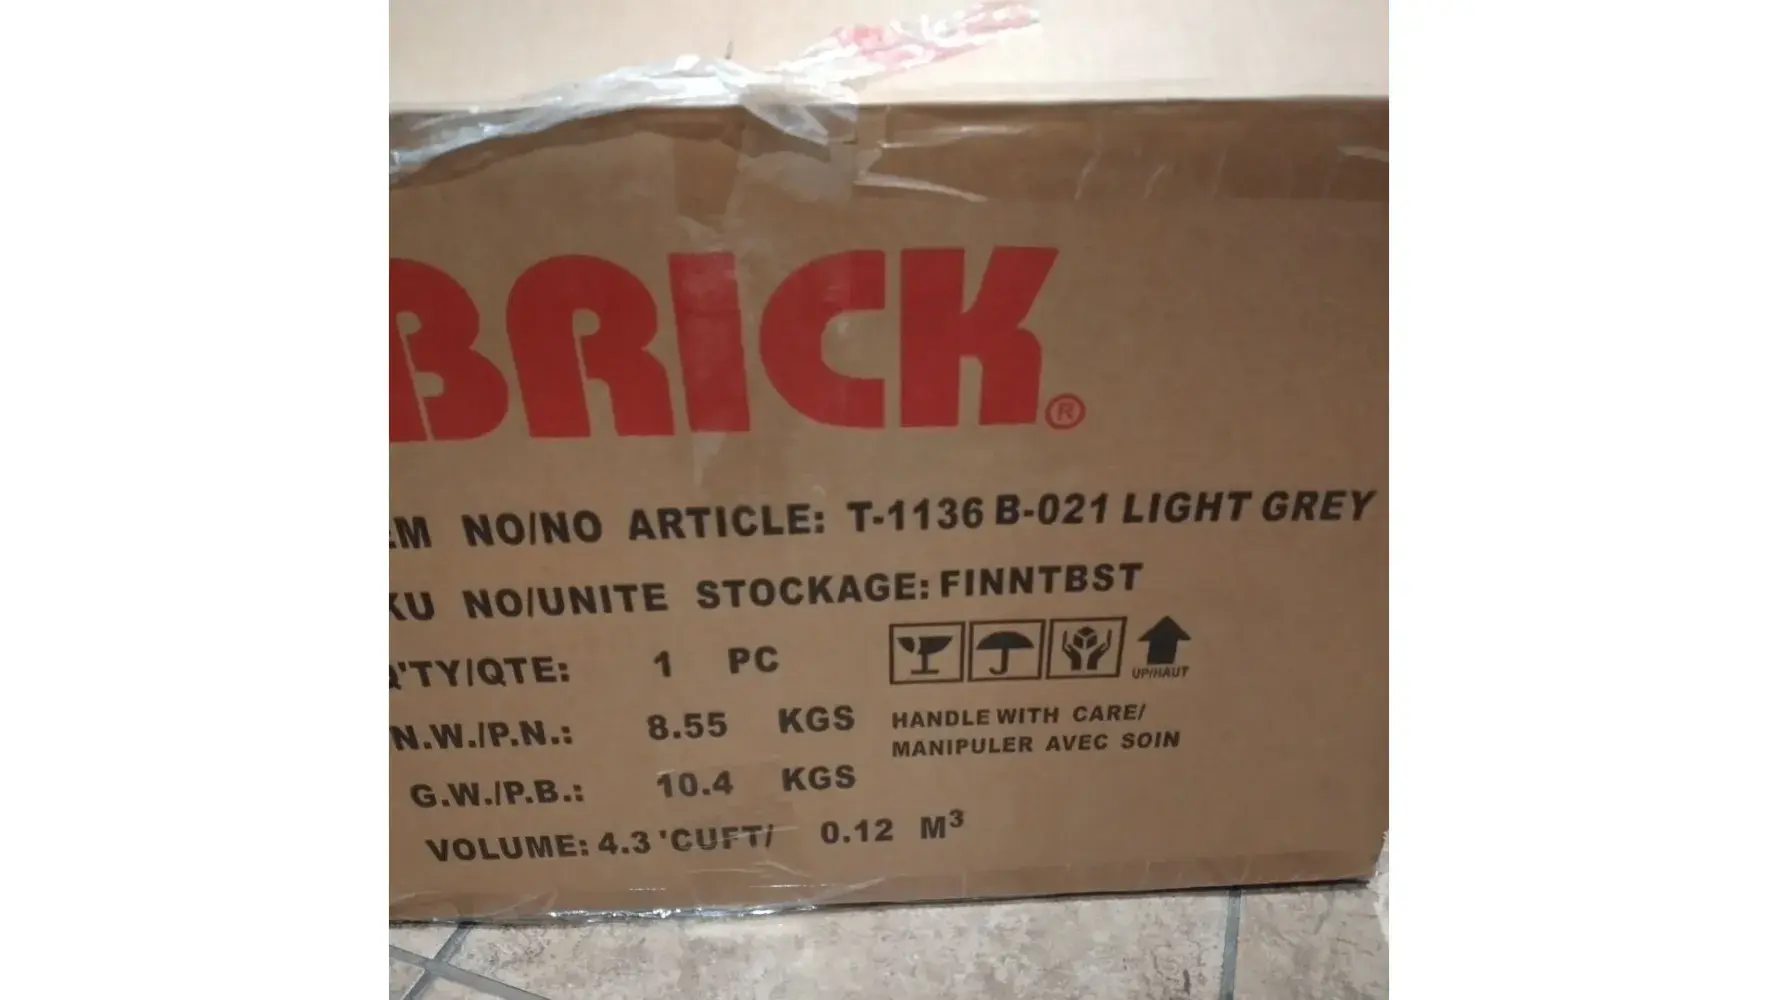 BRICK®
EM NO/NO ARTICLE: T-1136 B-021 LIGHT GREY
KU NO/UNITE STOCKAGE: FINNTBST
Q'TY/QTE: 1 PC
N.W./P.N.: 8.55 KGS
G.W./P.B.: 10.4 KGS
VOLUME: 4.3 'CUFT/ 0.12 M³
UP/HAUT
HANDLE WITH CARE/
MANIPULER AVEC SOIN